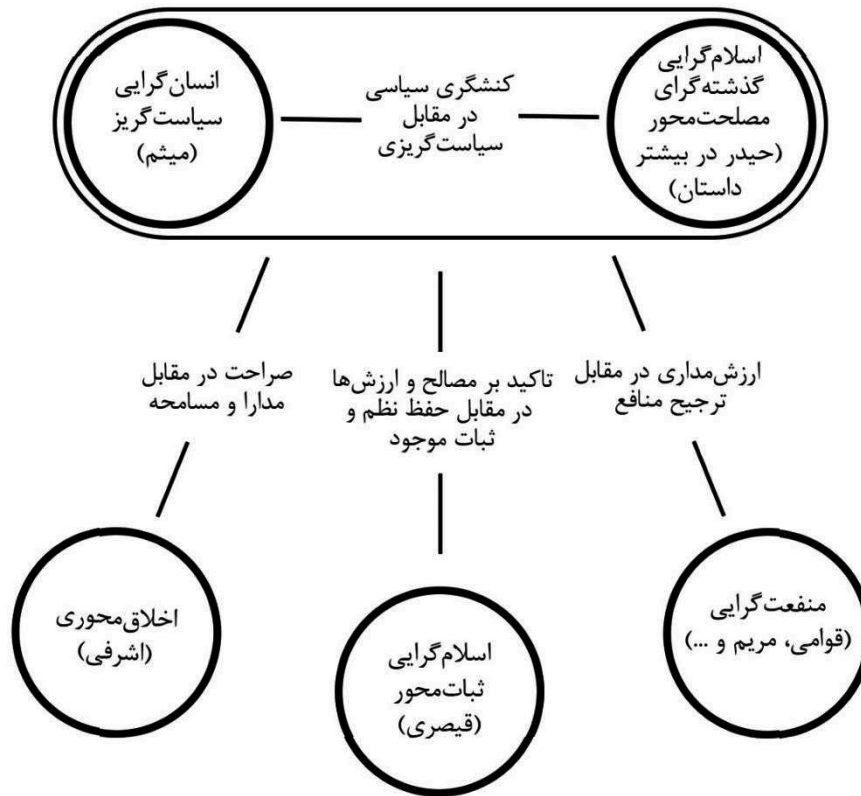 اسلام‌گرایی
گذشته‌گرای
مصلحت‌محور
(حیدر در بیشتر
داستان)
کنشگری سیاسی
در مقابل
سیاست‌گریزی
انسان‌گرایی
سیاست‌گریز
(میثم)
ارزش‌مداری در مقابل
ترجیح منافع
تاکید بر مصالح و ارزش‌ها
در مقابل حفظ نظم و
ثبات موجود
صراحت در مقابل
مدارا و مسامحه
منفعت‌گرایی
(قوامی، مریم و ...)
اسلام‌گرایی
ثبات‌محور
(قیصری)
اخلاق‌محوری
(اشرفی)